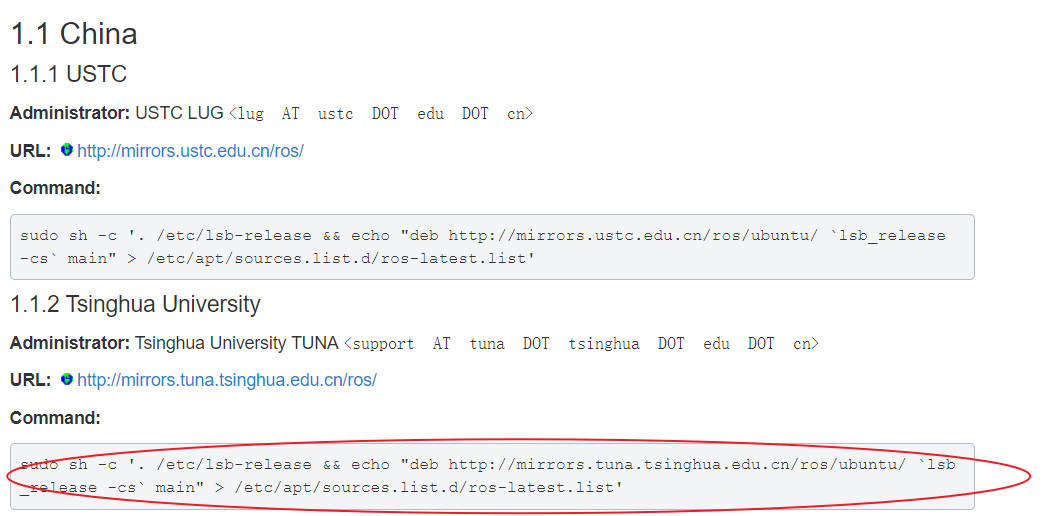 1.1 China
1.1.1 USTC
Administrator: USTC LUG <lug AT ustc DOT edu DOT cn>
URL: http://mirrors.ustc.edu.cn/ros/
Command:
sudo sh -c '. /etc/lsb-release && echo "deb http://mirrors.ustc.edu.cn/ros/ubuntu/ `lsb_release
-cs` main" > /etc/apt/sources.list.d/ros-latest.list'
1.1.2 Tsinghua University
Administrator: Tsinghua University TUNA <support AT tuna DOT tsinghua DOT edu DOT cn>
URL: http://mirrors.tuna.tsinghua.edu.cn/ros/
Command:
sudo sh -c '. /etc/lsb-release && echo "deb http://mirrors.tuna.tsinghua.edu.cn/ros/ubuntu/ `lsb
_release -cs` main" > /etc/apt/sources.list.d/ros-latest.list'